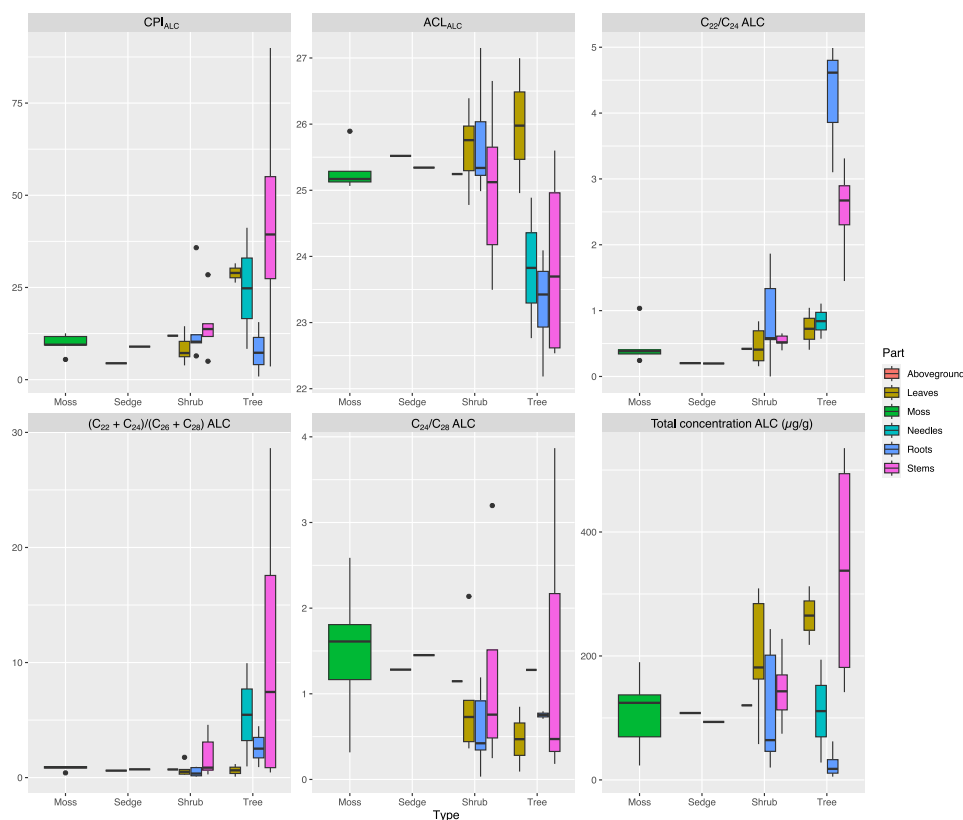 CPI_ALC
ACL_ALC
C₂₂/C₂₄ ALC
75
50
25
0
27
26
25
24
23
22
5
4
3
2
1
0
Moss Sedge Shrub Tree
Moss Sedge Shrub Tree
Moss Sedge Shrub Tree
(C₂₂ + C₂₄)/(C₂₆ + C₂₈) ALC
C₂₄/C₂₈ ALC
Total concentration ALC (µg/g)
30
20
10
0
4
3
2
1
0
400
200
0
Moss Sedge Shrub Tree
Moss Sedge Shrub Tree
Moss Sedge Shrub Tree
Type
Part
Aboveground
Leaves
Moss
Needles
Roots
Stems